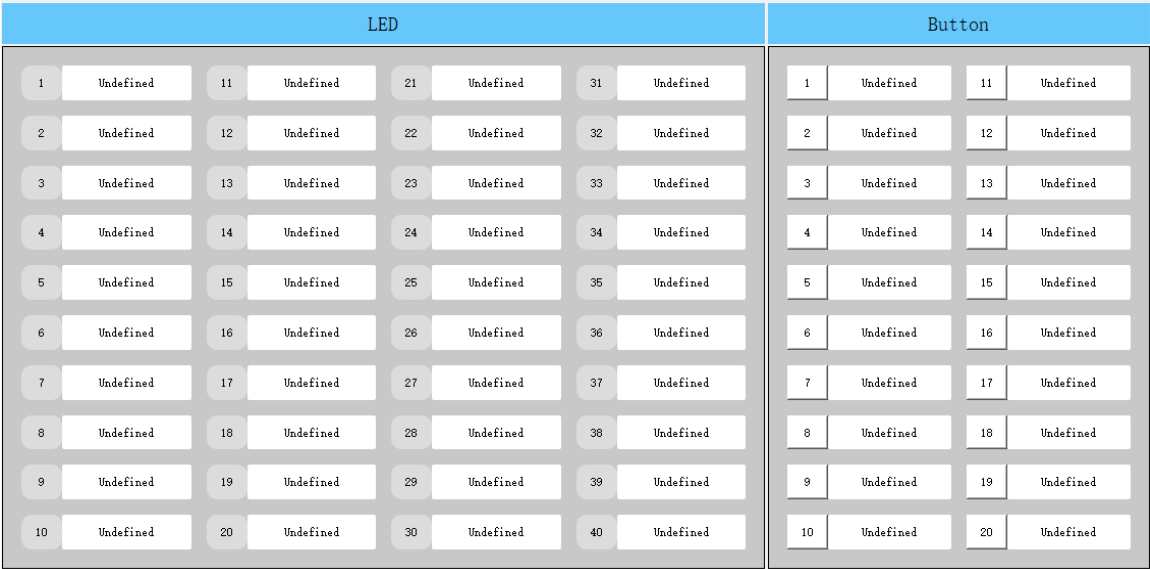 LED Button
1 Undefined 11 Undefined 21 Undefined 31 Undefined 1 Undefined 11 Undefined
2 Undefined 12 Undefined 22 Undefined 32 Undefined 2 Undefined 12 Undefined
3 Undefined 13 Undefined 23 Undefined 33 Undefined 3 Undefined 13 Undefined
4 Undefined 14 Undefined 24 Undefined 34 Undefined 4 Undefined 14 Undefined
5 Undefined 15 Undefined 25 Undefined 35 Undefined 5 Undefined 15 Undefined
6 Undefined 16 Undefined 26 Undefined 36 Undefined 6 Undefined 16 Undefined
7 Undefined 17 Undefined 27 Undefined 37 Undefined 7 Undefined 17 Undefined
8 Undefined 18 Undefined 28 Undefined 38 Undefined 8 Undefined 18 Undefined
9 Undefined 19 Undefined 29 Undefined 39 Undefined 9 Undefined 19 Undefined
10 Undefined 20 Undefined 30 Undefined 40 Undefined 10 Undefined 20 Undefined